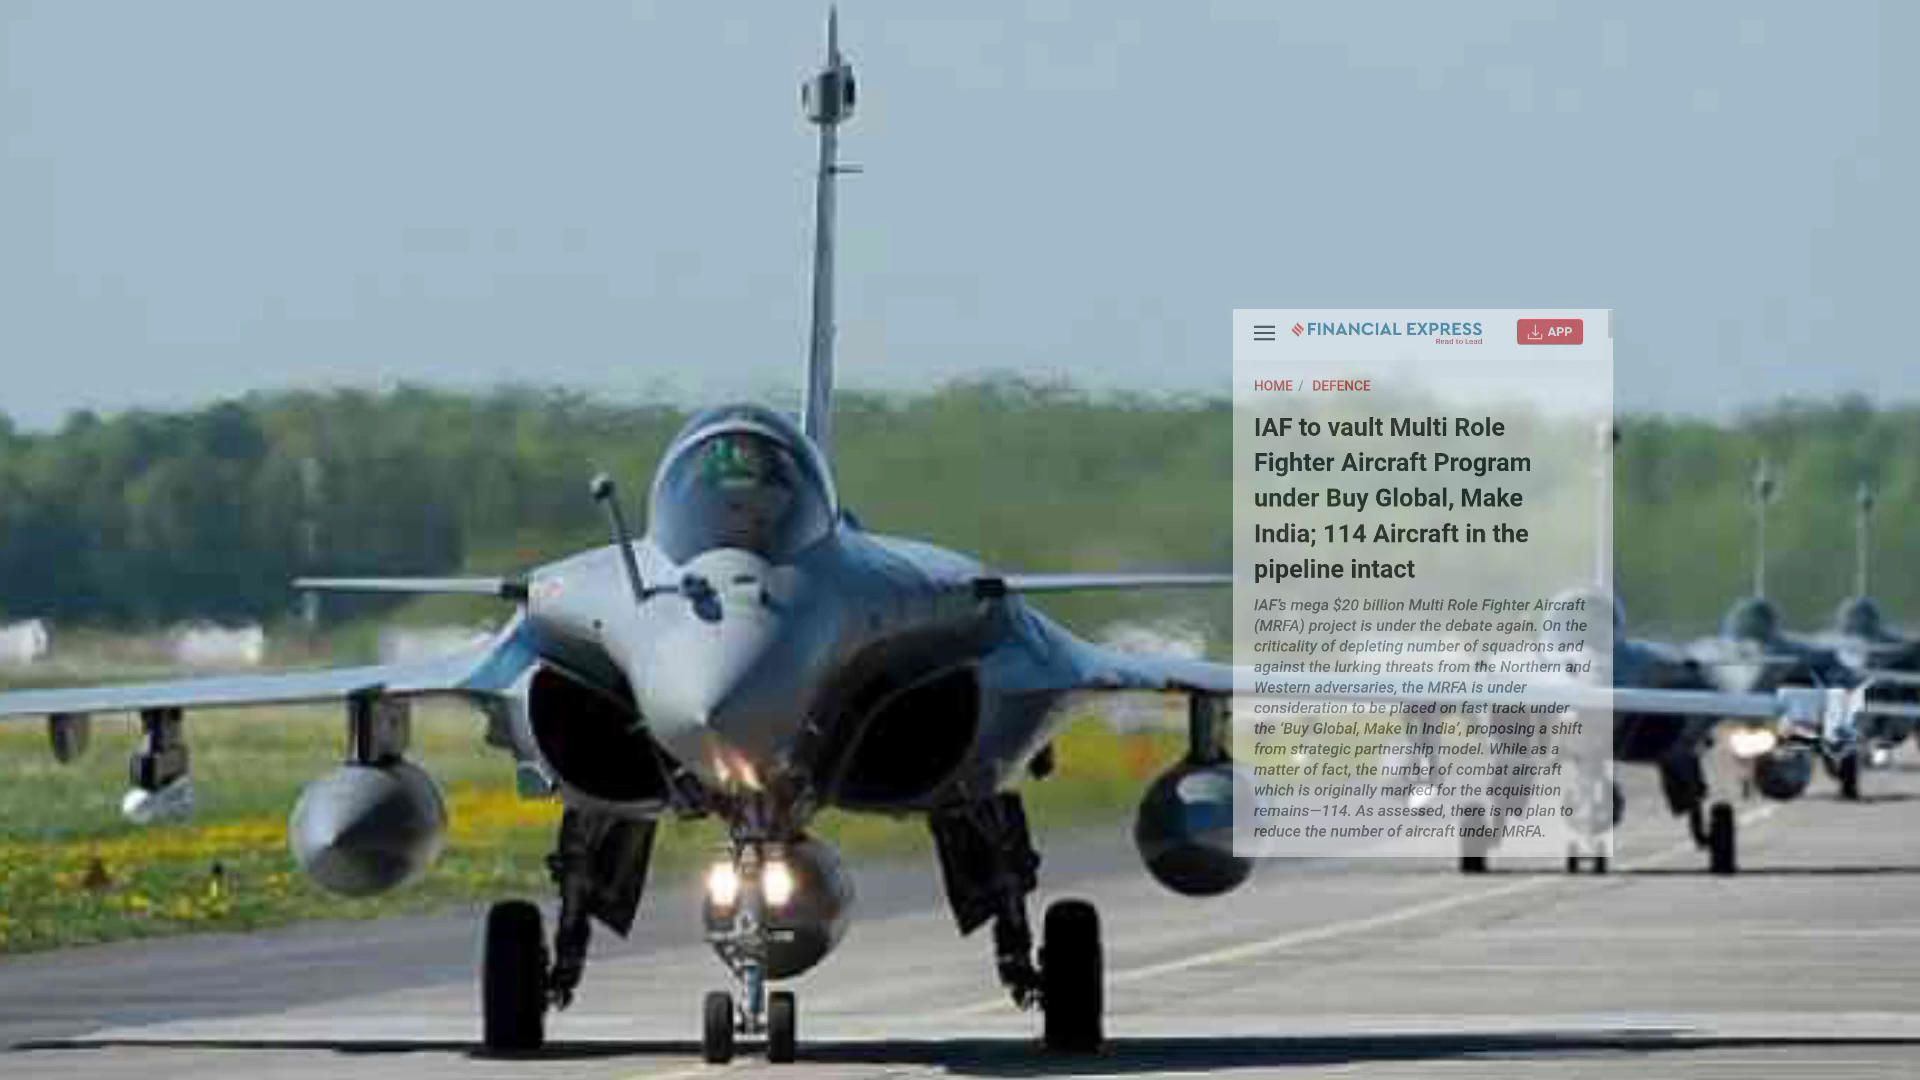 FINANCIAL EXPRESS
Read to Lead
APP
HOME / DEFENCE
IAF to vault Multi Role
Fighter Aircraft Program
under Buy Global, Make
India; 114 Aircraft in the
pipeline intact
IAF's mega $20 billion Multi Role Fighter Aircraft
(MRFA) project is under the debate again. On the
criticality of depleting number of squadrons and
against the lurking threats from the Northern and
Western adversaries, the MRFA is under
consideration to be placed on fast track under
the ‘Buy Global, Make in India’, proposing a shift
from strategic partnership model. While as a
matter of fact, the number of combat aircraft
which is originally marked for the acquisition
remains—114. As assessed, there is no plan to
reduce the number of aircraft under MRFA.